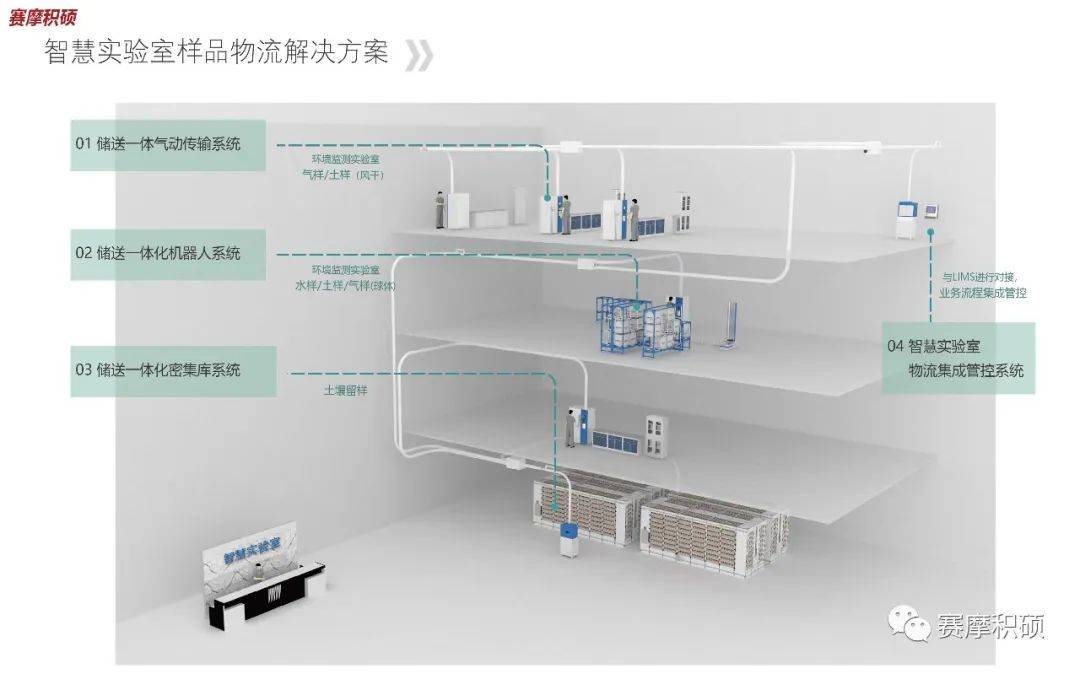 赛摩积硕
智慧实验室样品物流解决方案
01 储送一体气动传输系统
环境监测实验室
气样/土样（风干）
02 储送一体化机器人系统
环境监测实验室
水样/土样/气样(球体)
与LIMS进行对接,
业务流程集成管控
04 智慧实验室
物流集成管控系统
03 储送一体化密集库系统
土壤留样
智慧实验室
赛摩积硕